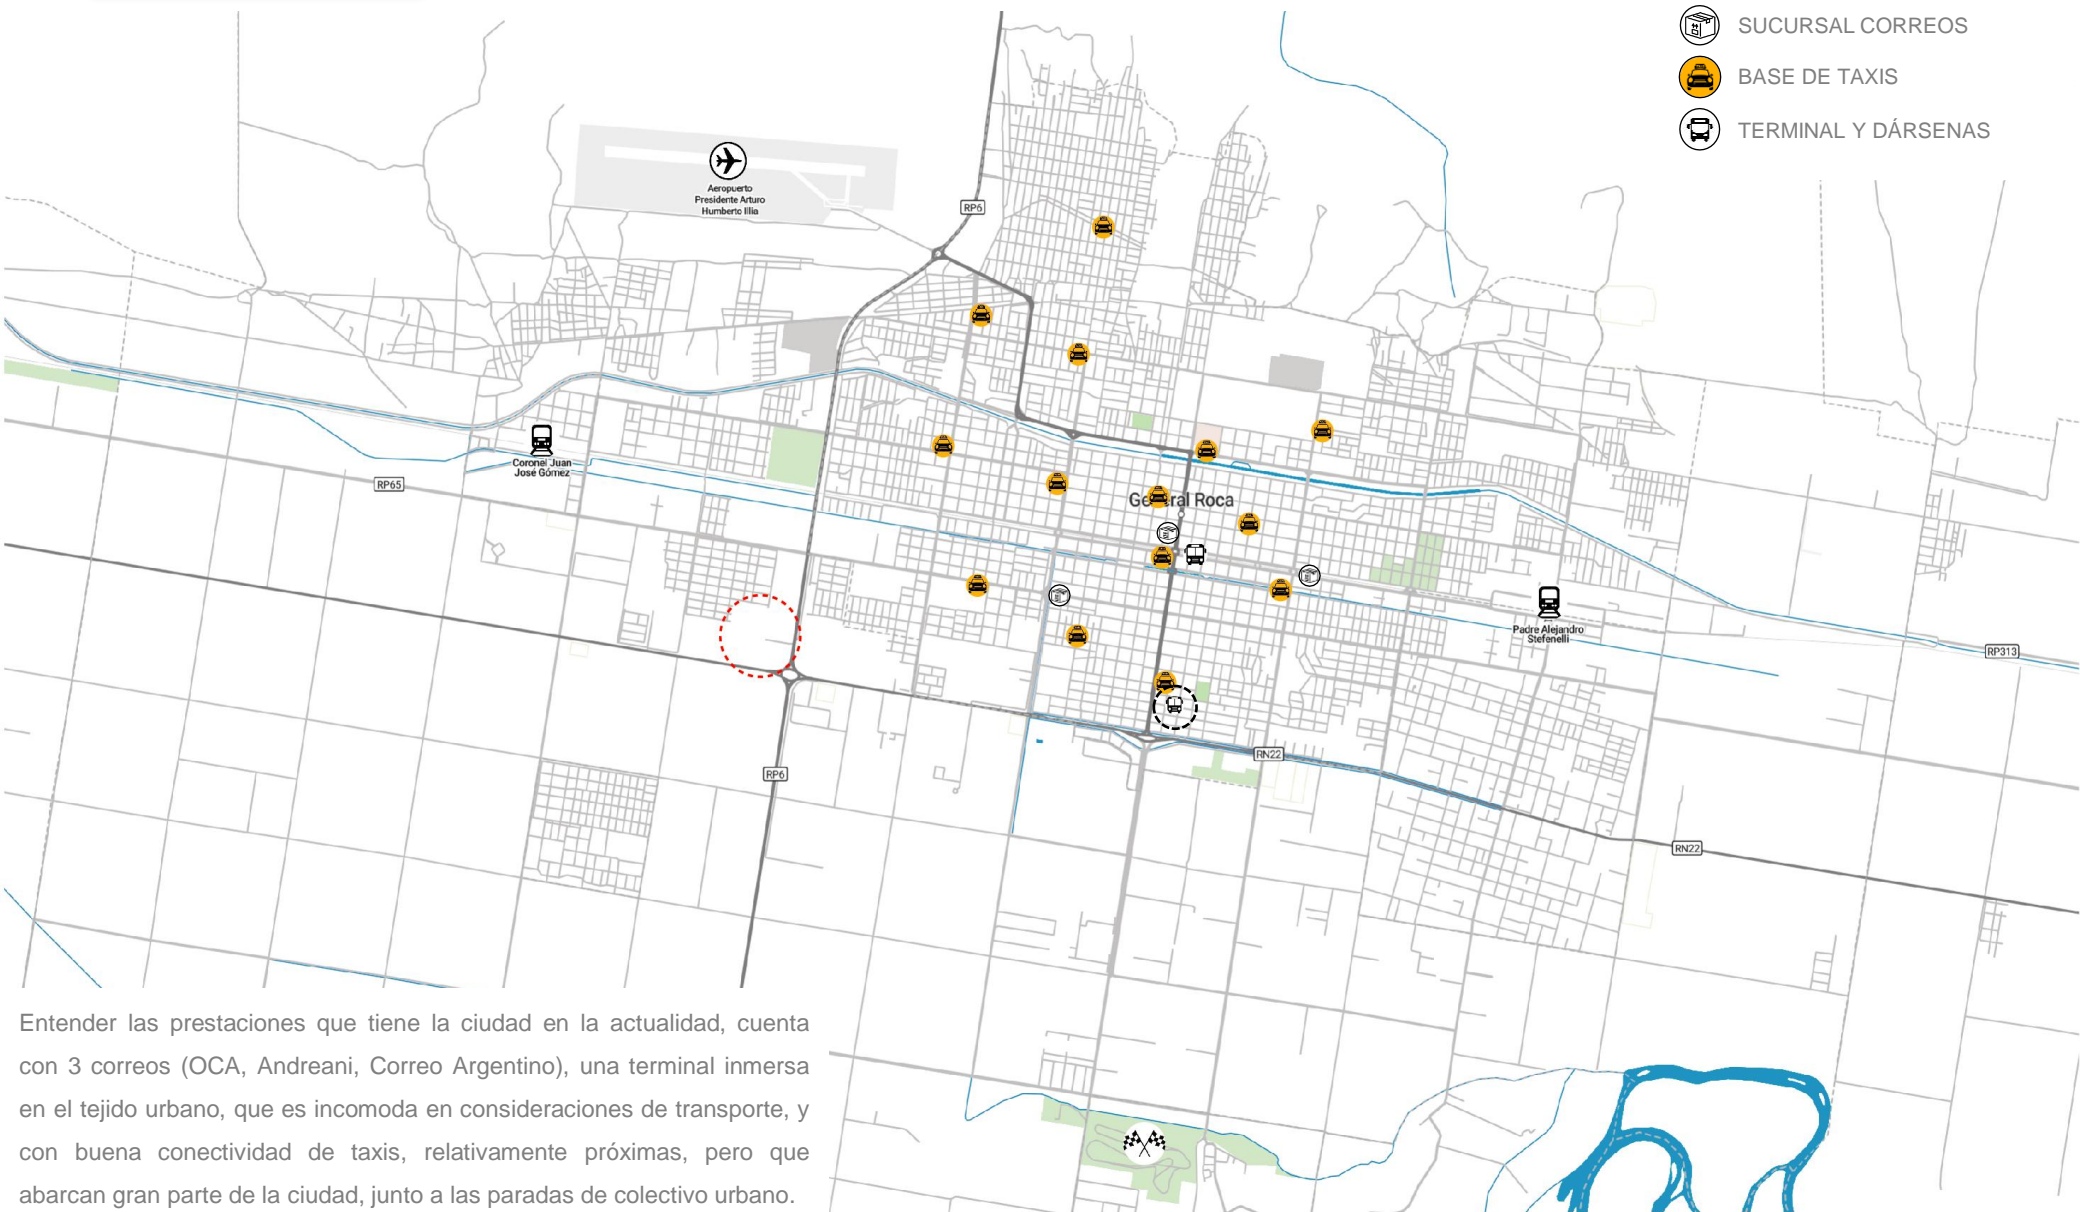 SUCURSAL CORREOS
BASE DE TAXIS
TERMINAL Y DÁRSENAS
Aeropuerto
Presidente Arturo
Humberto Illia
RP6
Coronel Juan
José Gómez
RP65
General Roca
Padre Alejandro
Stefenelli
RP313
RN22
RP6
RN22
Entender las prestaciones que tiene la ciudad en la actualidad, cuenta
con 3 correos (OCA, Andreani, Correo Argentino), una terminal inmersa
en el tejido urbano, que es incomoda en consideraciones de transporte, y
con buena conectividad de taxis, relativamente próximas, pero que
abarcan gran parte de la ciudad, junto a las paradas de colectivo urbano.